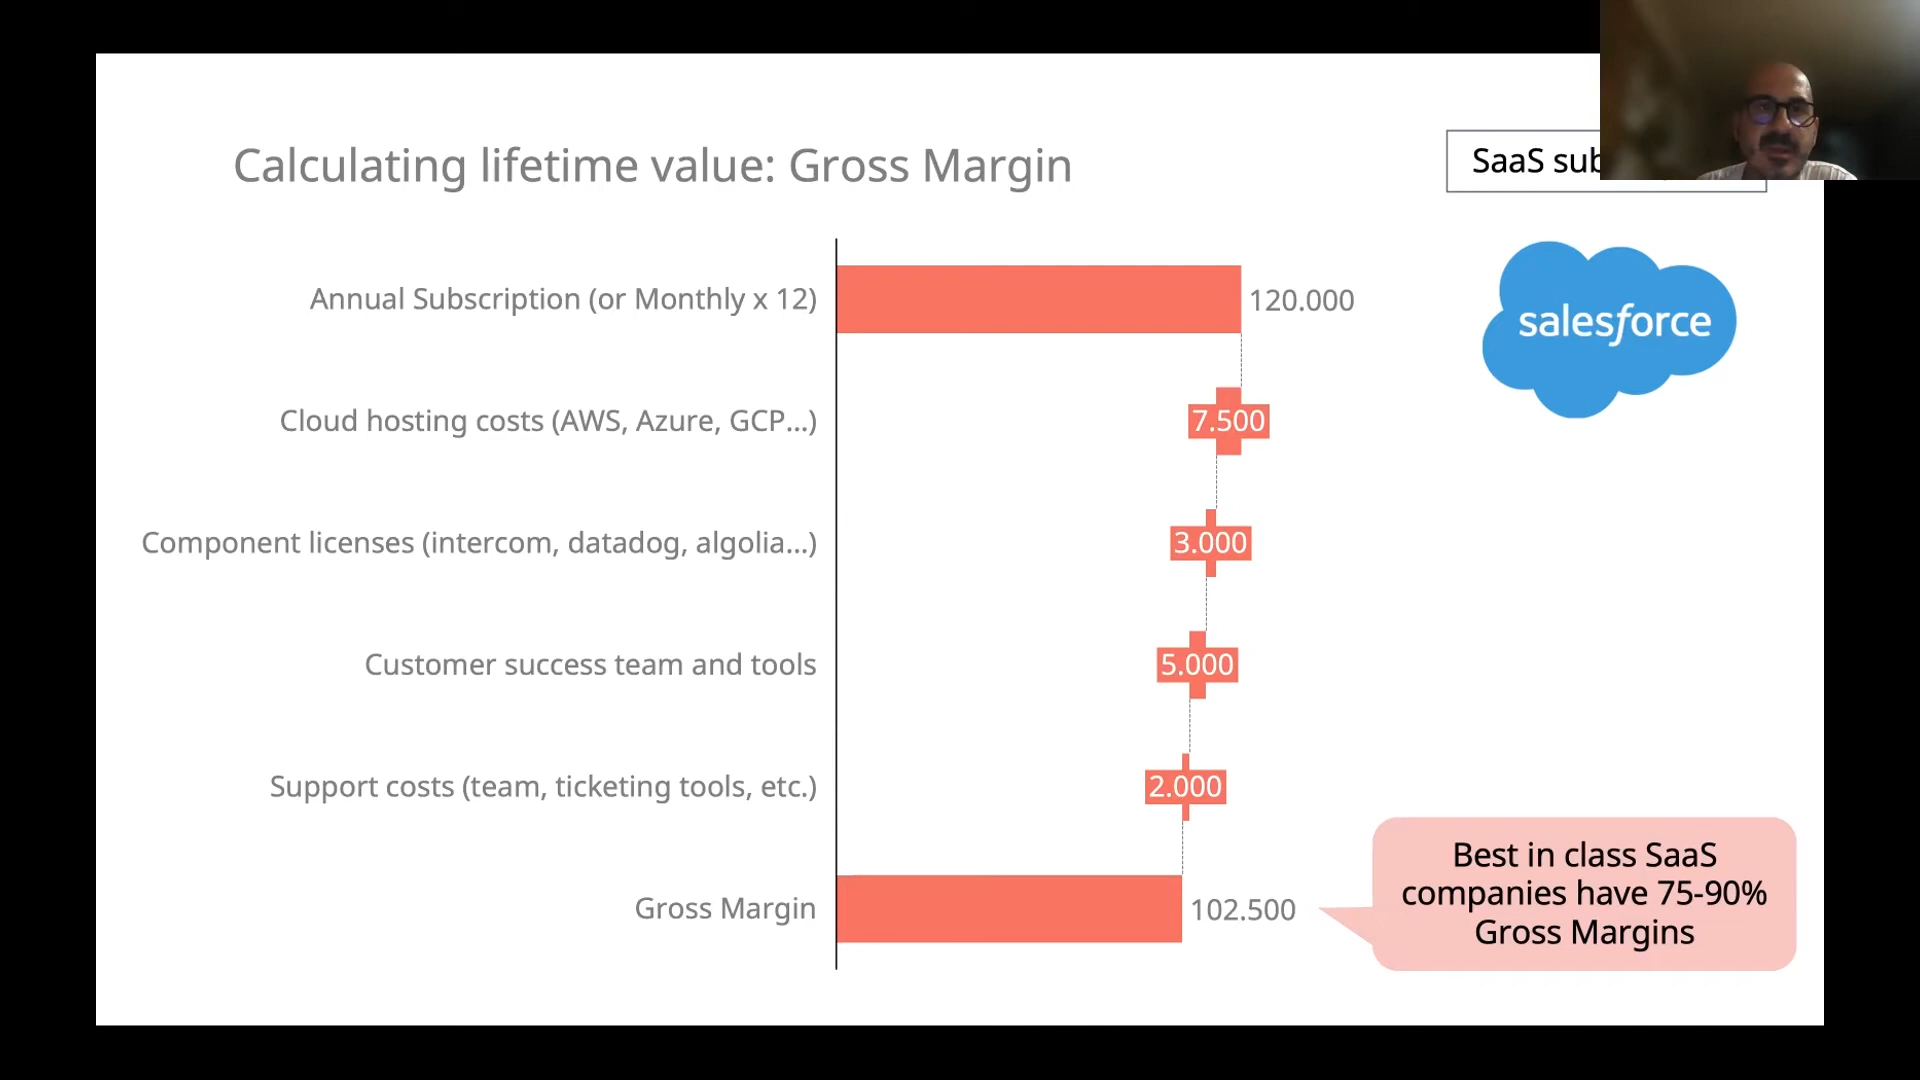 Calculating lifetime value: Gross Margin
SaaS
salesforce
Annual Subscription (or Monthly x 12)
120.000
Cloud hosting costs (AWS, Azure, GCP...)
7.500
Component licenses (intercom, datadog, algolia...)
3.000
Customer success team and tools
5.000
Support costs (team, ticketing tools, etc.)
2.000
Gross Margin
102.500
Best in class SaaS
companies have 75-90%
Gross Margins